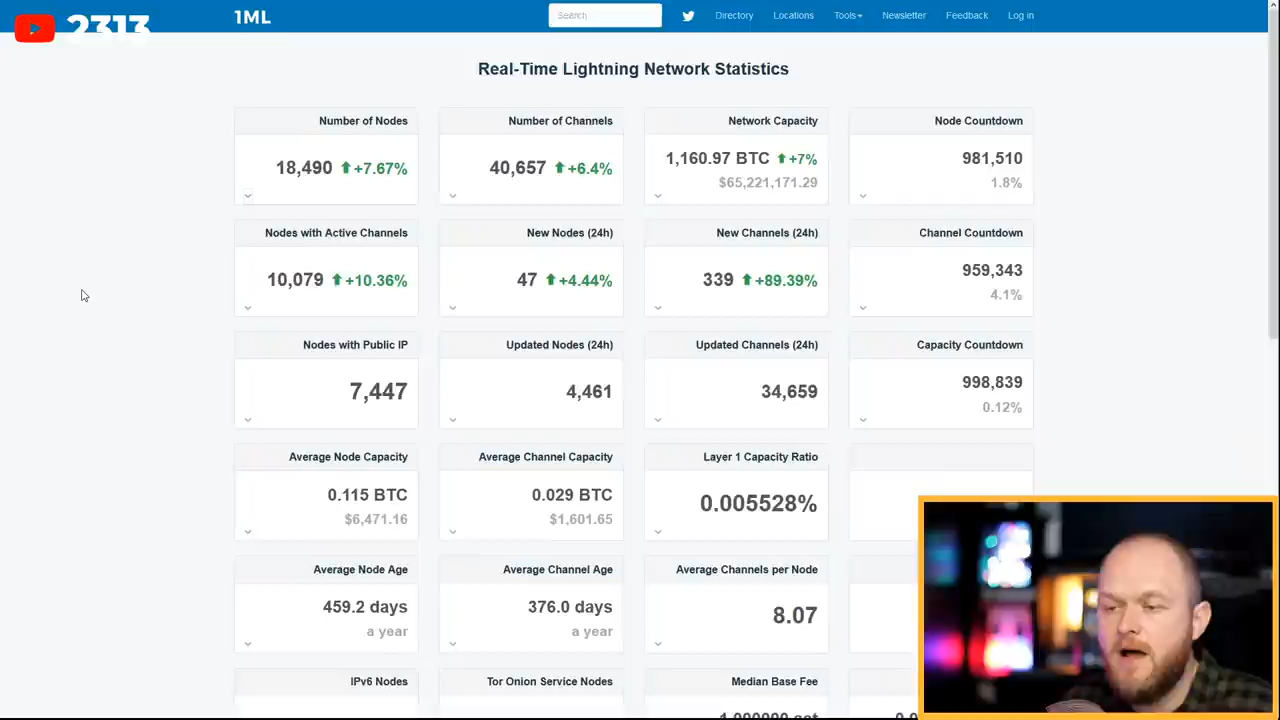 2313
1ML
Search
Directory
Locations
Tools
Newsletter
Feedback
Log in
Real-Time Lightning Network Statistics
Number of Nodes
18,490 +7.67%
Number of Channels
40,657 +6.4%
Network Capacity
1,160.97 BTC +7%
$65,221,171.29
Node Countdown
981,510
1.8%
Nodes with Active Channels
10,079 +10.36%
New Nodes (24h)
47 +4.44%
New Channels (24h)
339 +89.39%
Channel Countdown
959,343
4.1%
Nodes with Public IP
7,447
Updated Nodes (24h)
4,461
Updated Channels (24h)
34,659
Capacity Countdown
998,839
0.12%
Average Node Capacity
0.115 BTC
$6,471.16
Average Channel Capacity
0.029 BTC
$1,601.65
Layer 1 Capacity Ratio
0.005528%
Average Node Age
459.2 days
a year
Average Channel Age
376.0 days
a year
Average Channels per Node
8.07
IPv6 Nodes
Tor Onion Service Nodes
Median Base Fee
1.000000 sat